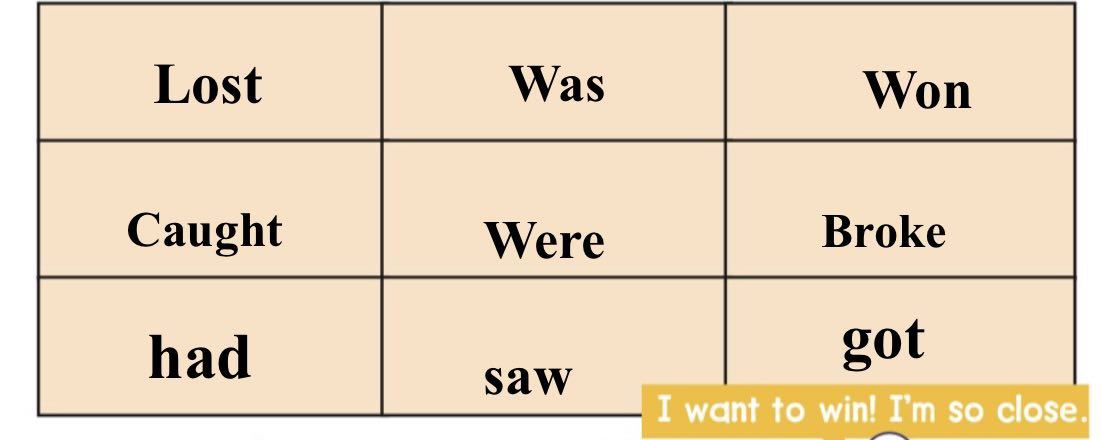 Lost Was Won
Caught Were Broke
had saw got
I want to win! I'm so close.